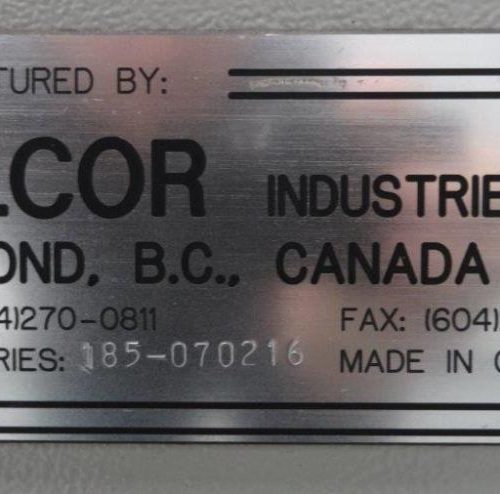 TURED BY:
LCOR INDUSTRIE
OND, B.C., CANADA
4)270-0811 FAX: (604)
RIES: 185-070216 MADE IN C